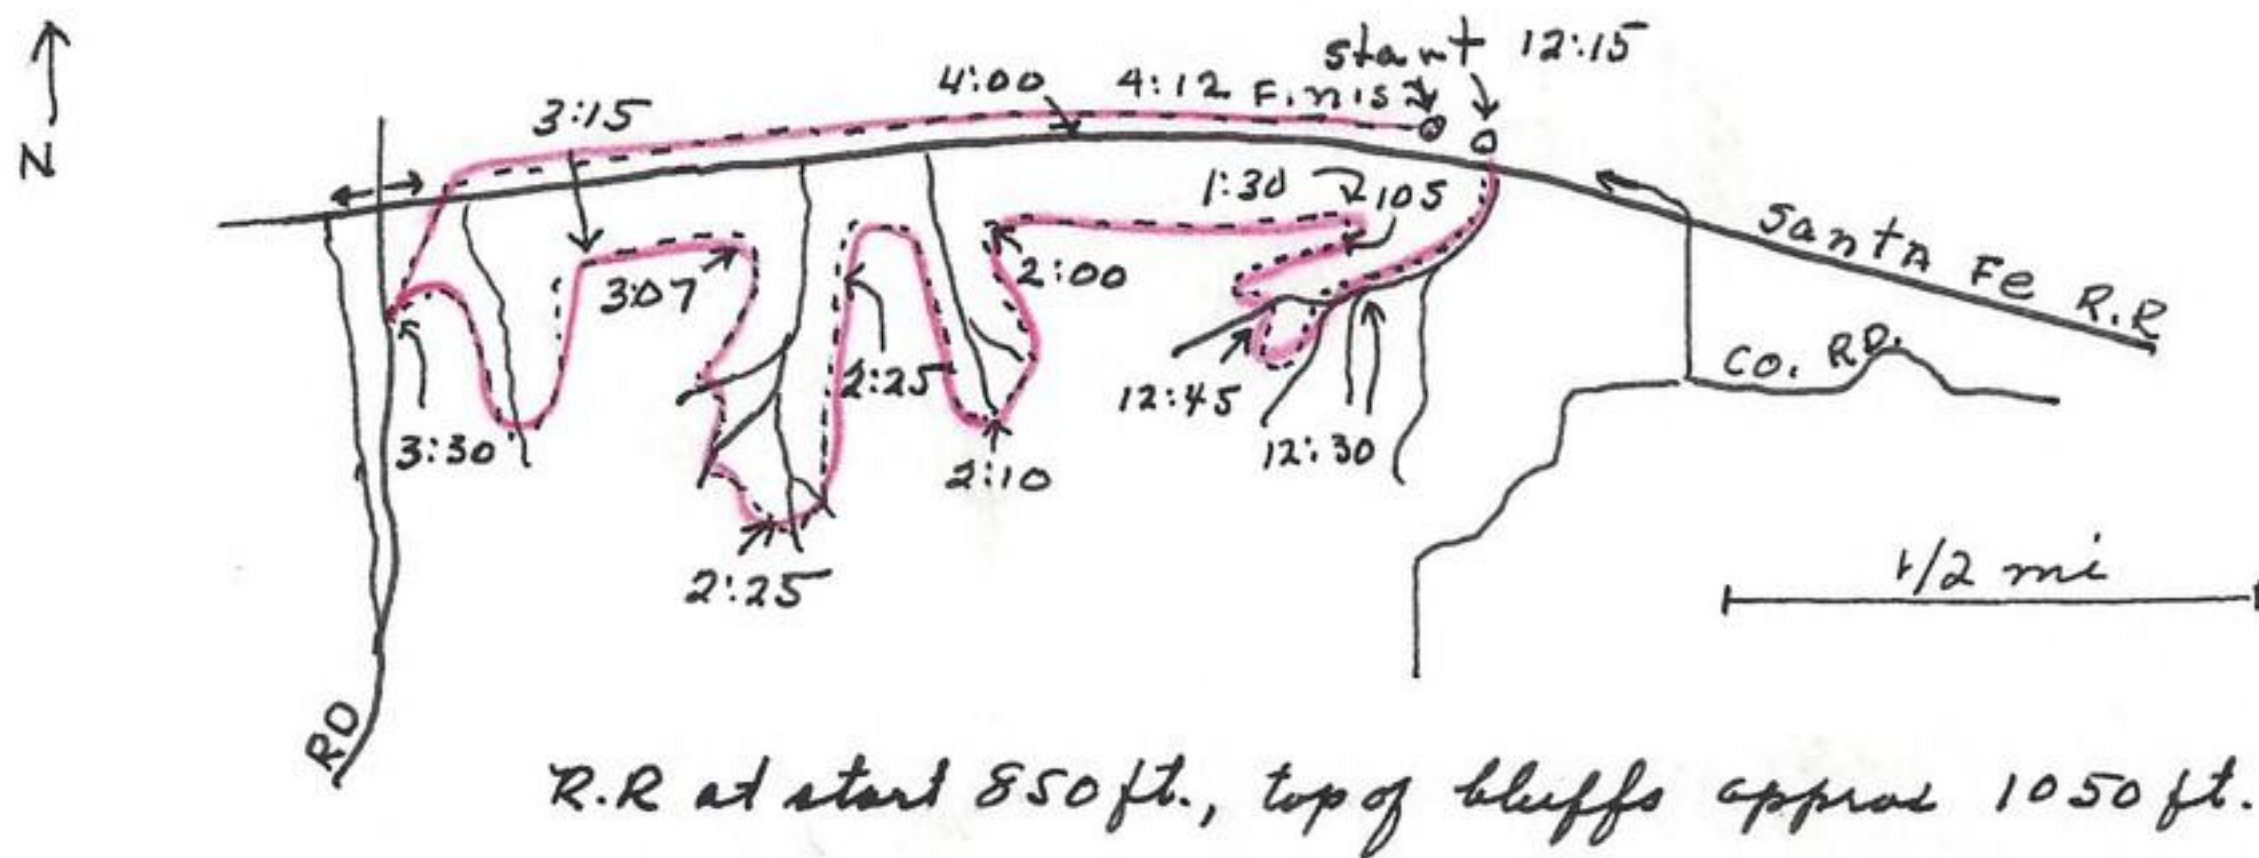 N
start 12:15
4:00
4:12 Finis
3:15
1:30
105
Santa Fe R.R
3:07
2:00
2:25
Co. RD.
12:45
3:30
12:30
2:10
2:25
1/2 mi
RD
R.R at start 850 ft., top of bluffs approx 1050 ft.